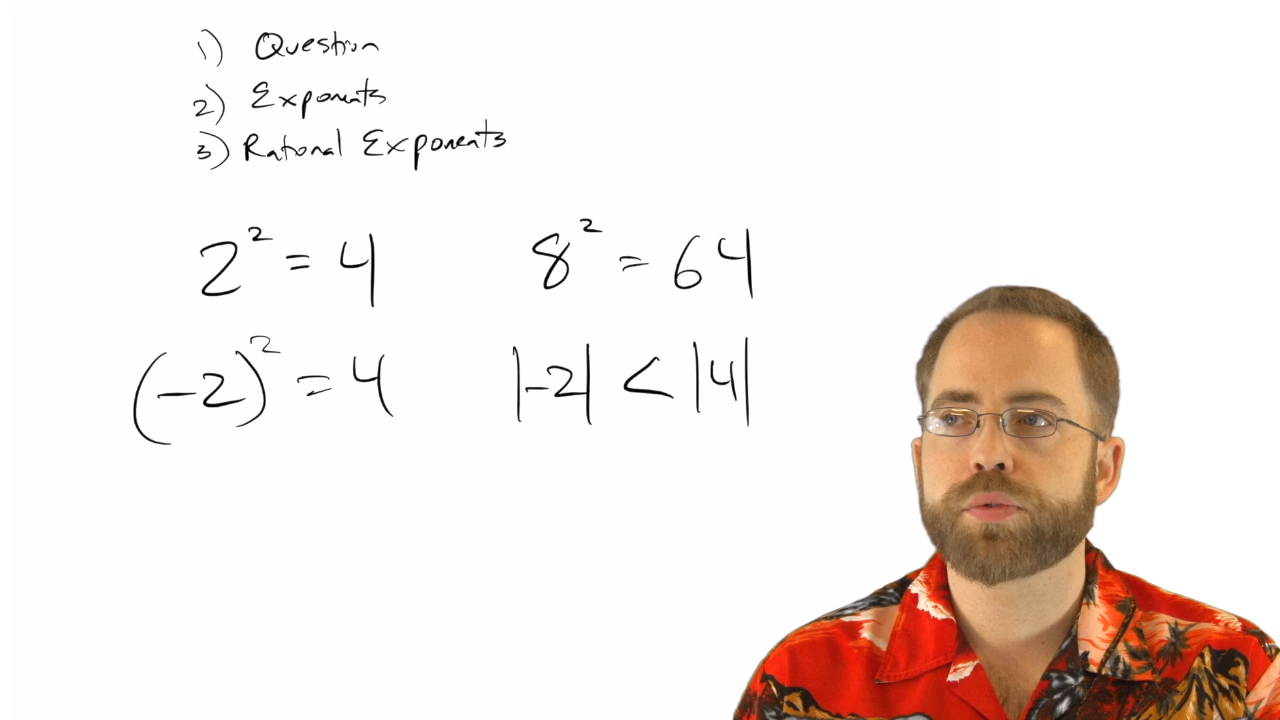 1) Question
2) Exponents
3) Rational Exponents
2² = 4
8² = 64
(-2)² = 4
|-2| < |4|